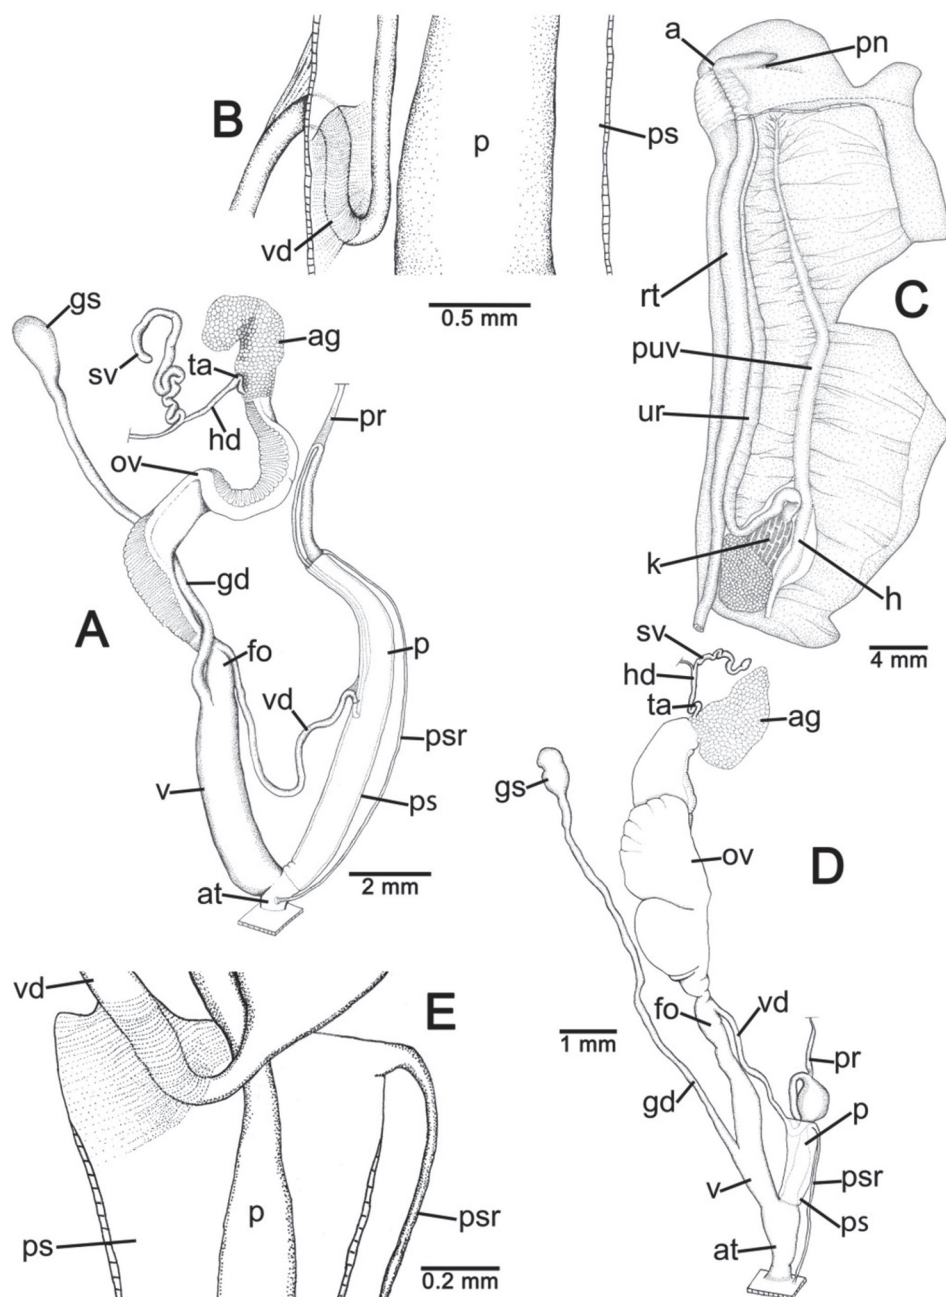 B
p
ps
vd
0.5 mm
a
pn
rt
puv
ur
C
k
h
4 mm
gs
sv
ag
ta
hd
pr
ov
gd
A
fo
p
vd
psr
v
ps
at
2 mm
sv
hd
ta
ag
gs
ov
D
fo
vd
1 mm
pr
gd
p
v
psr
ps
at
vd
E
p
psr
ps
0.2 mm